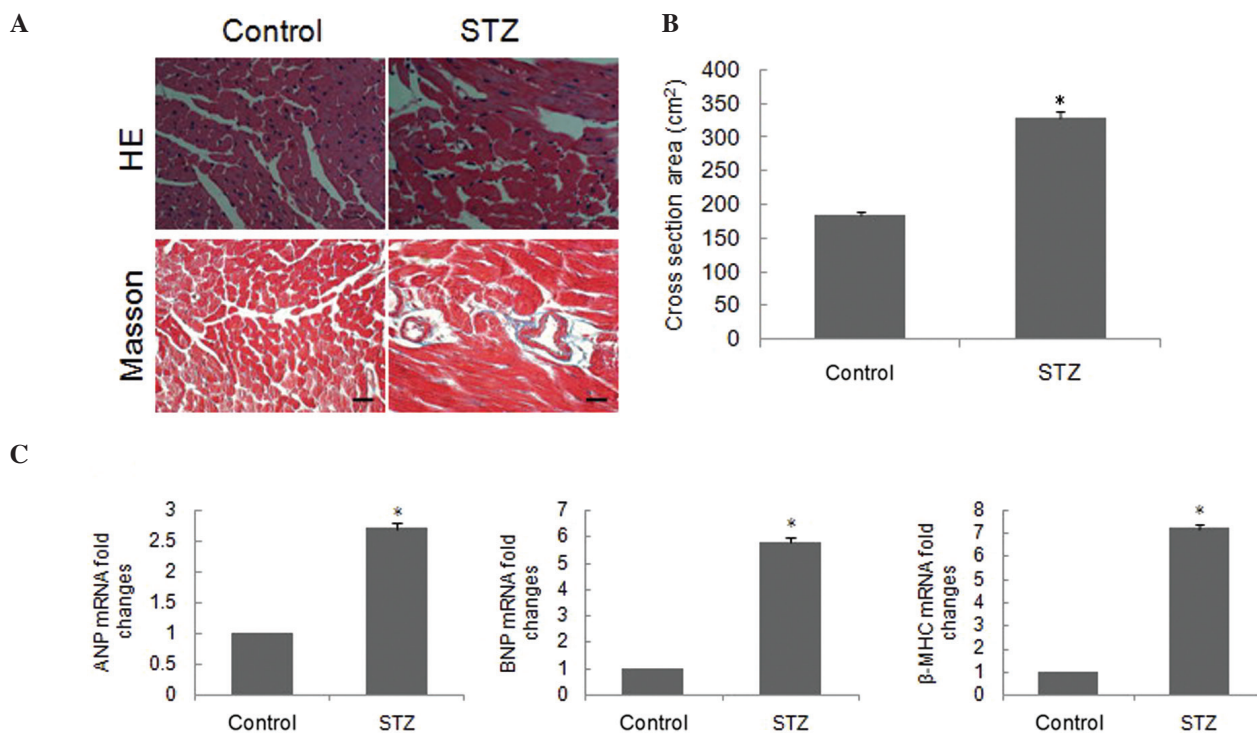 A
Control STZ
HE
Masson
B
Cross section area (cm²)
400
350
300
250
200
150
100
50
0
*
Control STZ
C
ANP mRNA fold
changes
3
2.5
2
1.5
1
0.5
0
*
Control STZ
BNP mRNA fold
changes
7
6
5
4
3
2
1
0
*
Control STZ
β-MHC mRNA fold
changes
8
7
6
5
4
3
2
1
0
*
Control STZ